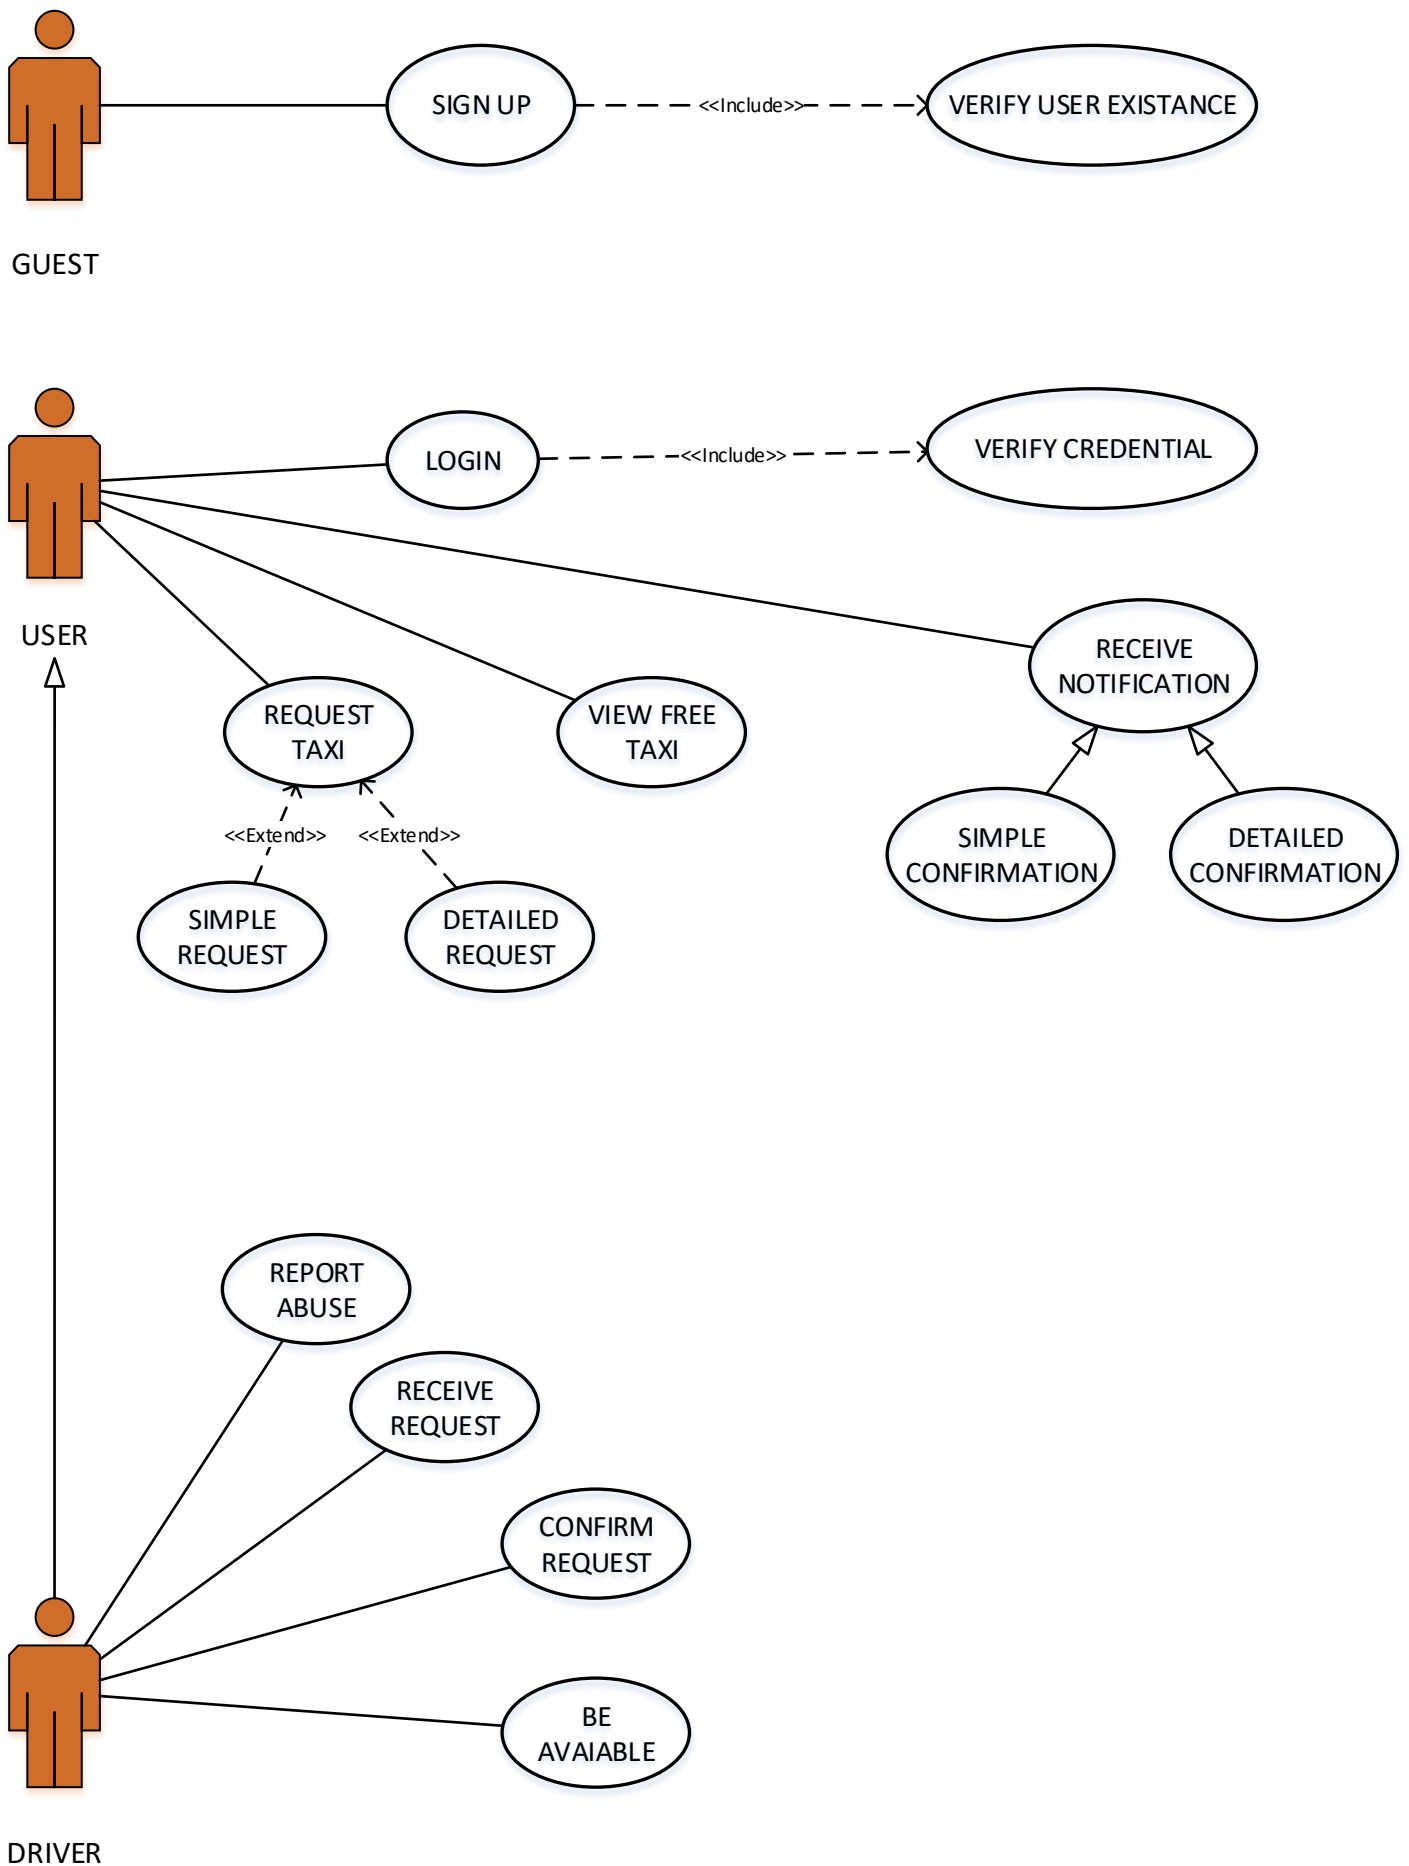 SIGN UP
<<Include>>
VERIFY USER EXISTANCE
GUEST
LOGIN
<<Include>>
VERIFY CREDENTIAL
USER
RECEIVE
NOTIFICATION
REQUEST
TAXI
VIEW FREE
TAXI
<<Extend>>
<<Extend>>
SIMPLE
CONFIRMATION
DETAILED
CONFIRMATION
SIMPLE
REQUEST
DETAILED
REQUEST
REPORT
ABUSE
RECEIVE
REQUEST
CONFIRM
REQUEST
BE
AVAIABLE
DRIVER